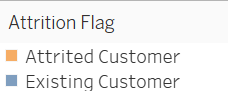 Attrition Flag
Attrited Customer
Existing Customer